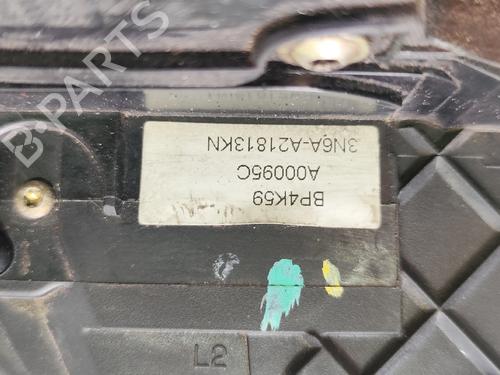 BP4K59
A00095C
3N6A-A21813KN
L2
B-PARTS